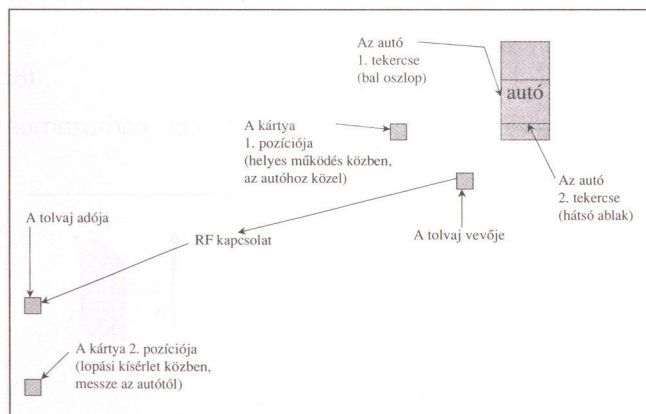 Az autó
1. tekercse
(bal oszlop)
autó
A kártya
1. pozíciója
(helyes működés közben,
az autóhoz közel)
Az autó
2. tekercse
(hátsó ablak)
A tolvaj adója
RF kapcsolat
A tolvaj vevője
A kártya 2. pozíciója
(lopási kísérlet közben,
messze az autótól)